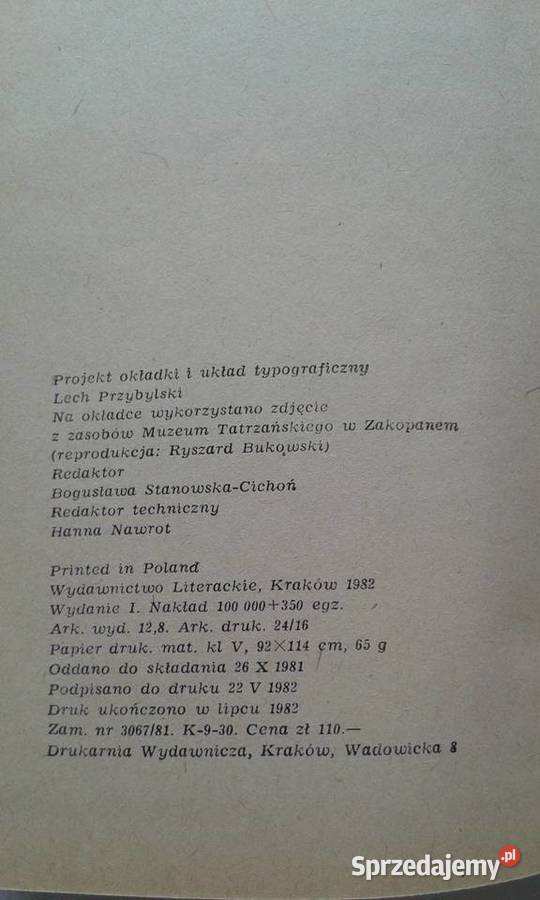 Projekt okładki i układ typograficzny
Lech Przybylski
Na okładce wykorzystano zdjęcie
z zasobów Muzeum Tatrzańskiego w Zakopanem
(reprodukcja: Ryszard Bukowski)
Redaktor
Bogusława Stanowska-Cichoń
Redaktor techniczny
Hanna Nawrot
Printed in Poland
Wydawnictwo Literackie, Kraków 1982
Wydanie I. Nakład 100 000+350 egz.
Ark. wyd. 12,8. Ark. druk. 24/16
Papier druk. mat. kl V, 92×114 cm, 65 g
Oddano do składania 26 X 1981
Podpisano do druku 22 V 1982
Druk ukończono w lipcu 1982
Zam. nr 3067/81. K-9-30. Cena zł 110.—
Drukarnia Wydawnicza, Kraków, Wadowicka 8
Sprzedajemy.pl